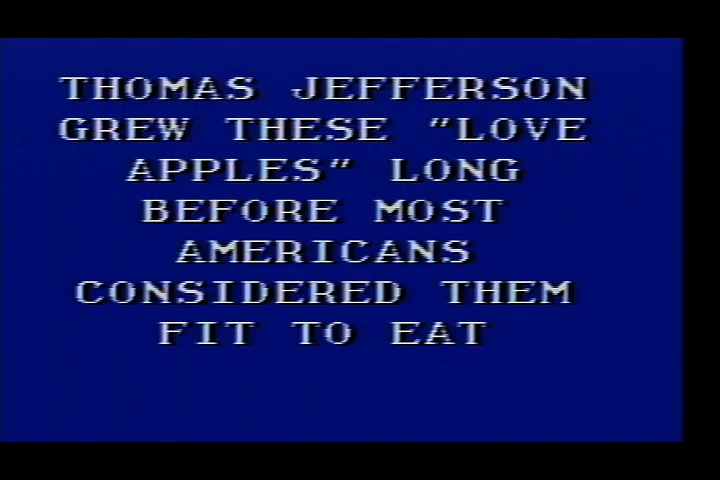 THOMAS JEFFERSON
GREW THESE "LOVE
APPLES" LONG
BEFORE MOST
AMERICANS
CONSIDERED THEM
FIT TO EAT